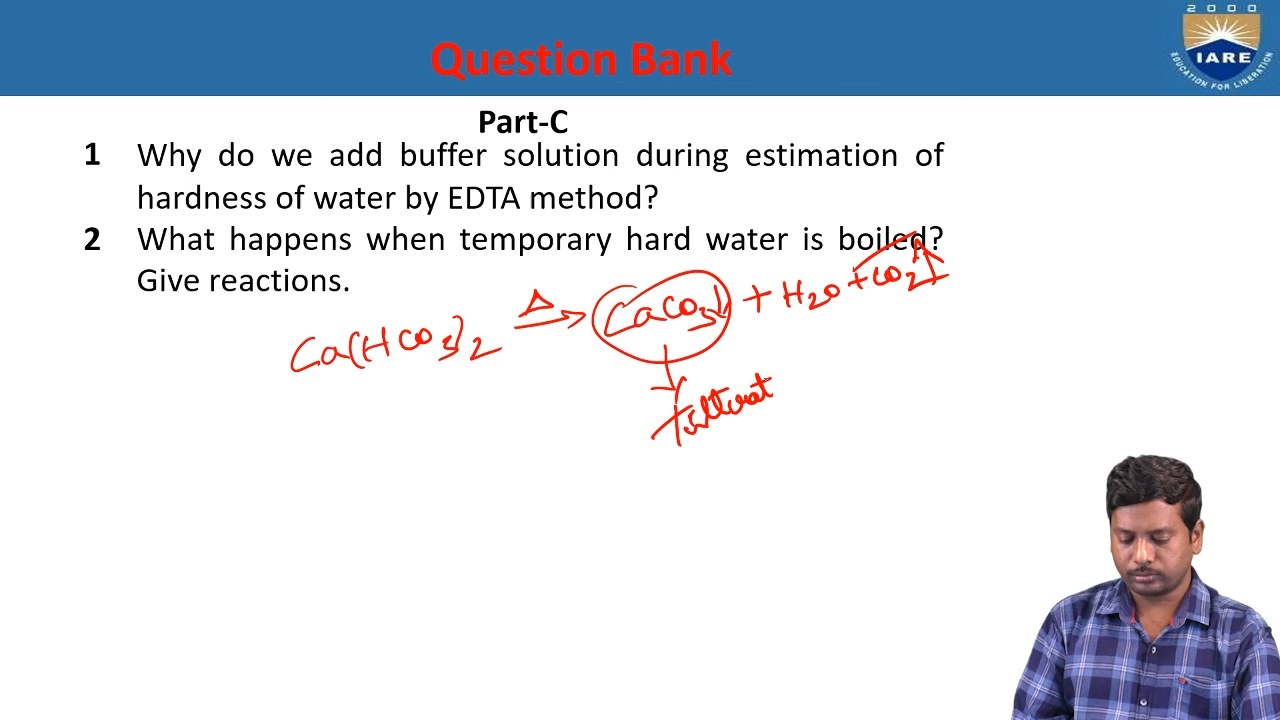 2000
IARE
EDUCATION FOR LIBERATION
Question Bank
Part-C
1 Why do we add buffer solution during estimation of
hardness of water by EDTA method?
2 What happens when temporary hard water is boiled?
Give reactions.
Ca(HCO3)2 Δ→ CaCO3↓ + H2O + CO2↑